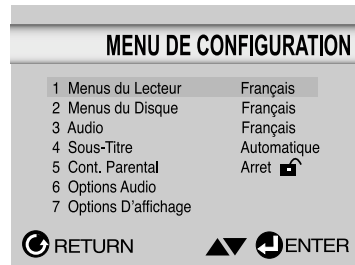 MENU DE CONFIGURATION
1 Menus du Lecteur Français
2 Menus du Disque Français
3 Audio Français
4 Sous-Titre Automatique
5 Cont. Parental Arret
6 Options Audio
7 Options D'affichage
RETURN ENTER